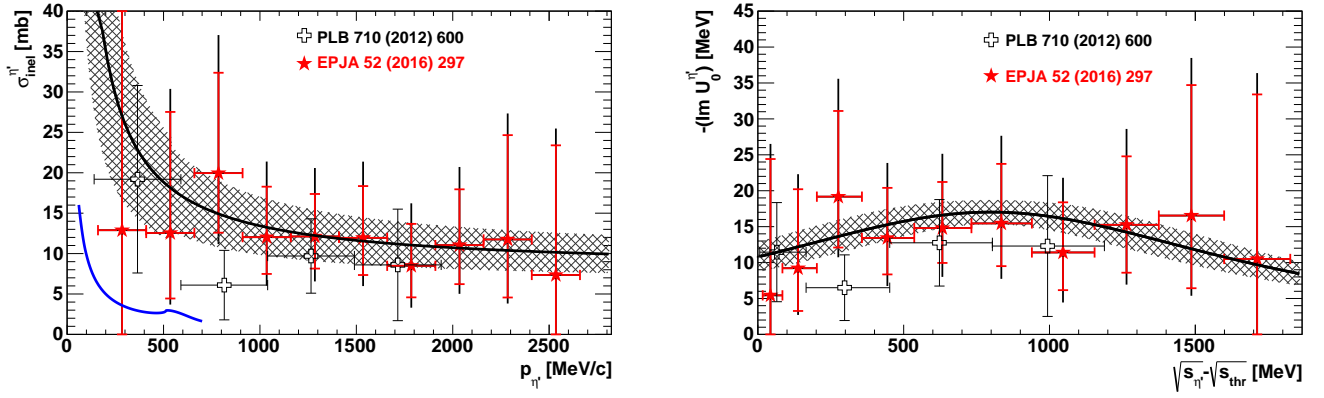 σ_inel^η' [mb]
40
35
30
25
20
15
10
5
0
PLB 710 (2012) 600
EPJA 52 (2016) 297
0 500 1000 1500 2000 2500
p_η' [MeV/c]
-(Im U_0^η') [MeV]
45
40
35
30
25
20
15
10
5
0
PLB 710 (2012) 600
EPJA 52 (2016) 297
0 500 1000 1500
√s_η'-√s_thr [MeV]